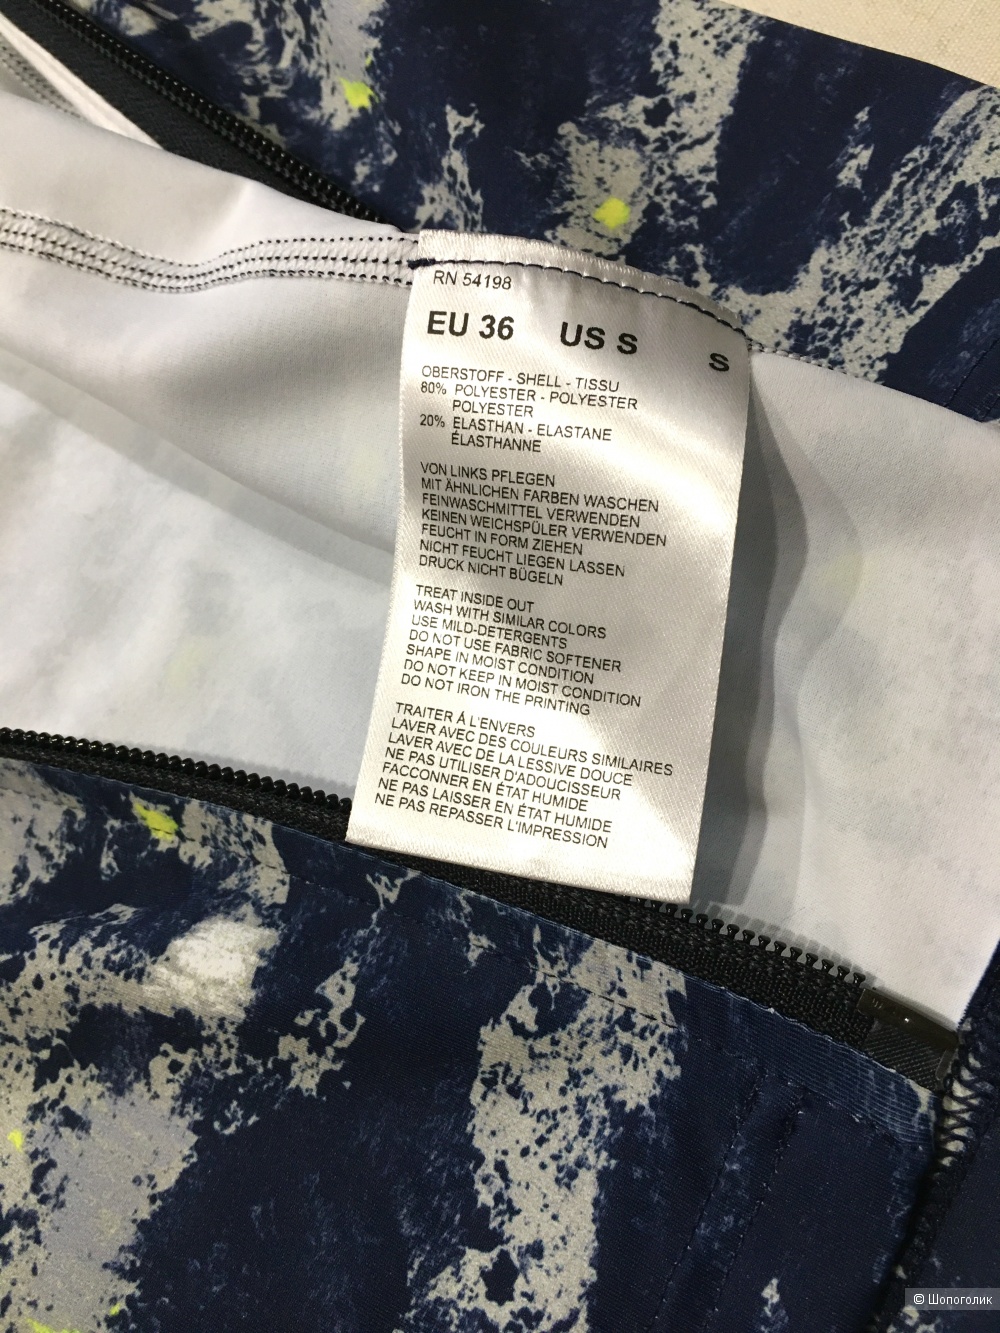 RN 54198
EU 36 US S S
OBERSTOFF - SHELL - TISSU
80% POLYESTER - POLYESTER
POLYESTER
20% ELASTHAN - ELASTANE
ÉLASTHANNE
VON LINKS PFLEGEN
MIT ÄHNLICHEN FARBEN WASCHEN
FEINWASCHMITTEL VERWENDEN
KEINEN WEICHSPÜLER VERWENDEN
FEUCHT IN FORM ZIEHEN
NICHT FEUCHT LIEGEN LASSEN
DRUCK NICHT BÜGELN
TREAT INSIDE OUT
WASH WITH SIMILAR COLORS
USE MILD-DETERGENTS
DO NOT USE FABRIC SOFTENER
SHAPE IN MOIST CONDITION
DO NOT KEEP IN MOIST CONDITION
DO NOT IRON THE PRINTING
TRAITER Á L'ENVERS
LAVER AVEC DES COULEURS SIMILAIRES
LAVER AVEC DE LA LESSIVE DOUCE
NE PAS UTILISER D'ADOUCISSEUR
FACCONNER EN ÉTAT HUMIDE
NE PAS LAISSER EN ÉTAT HUMIDE
NE PAS REPASSER L'IMPRESSION
© Шопоголик